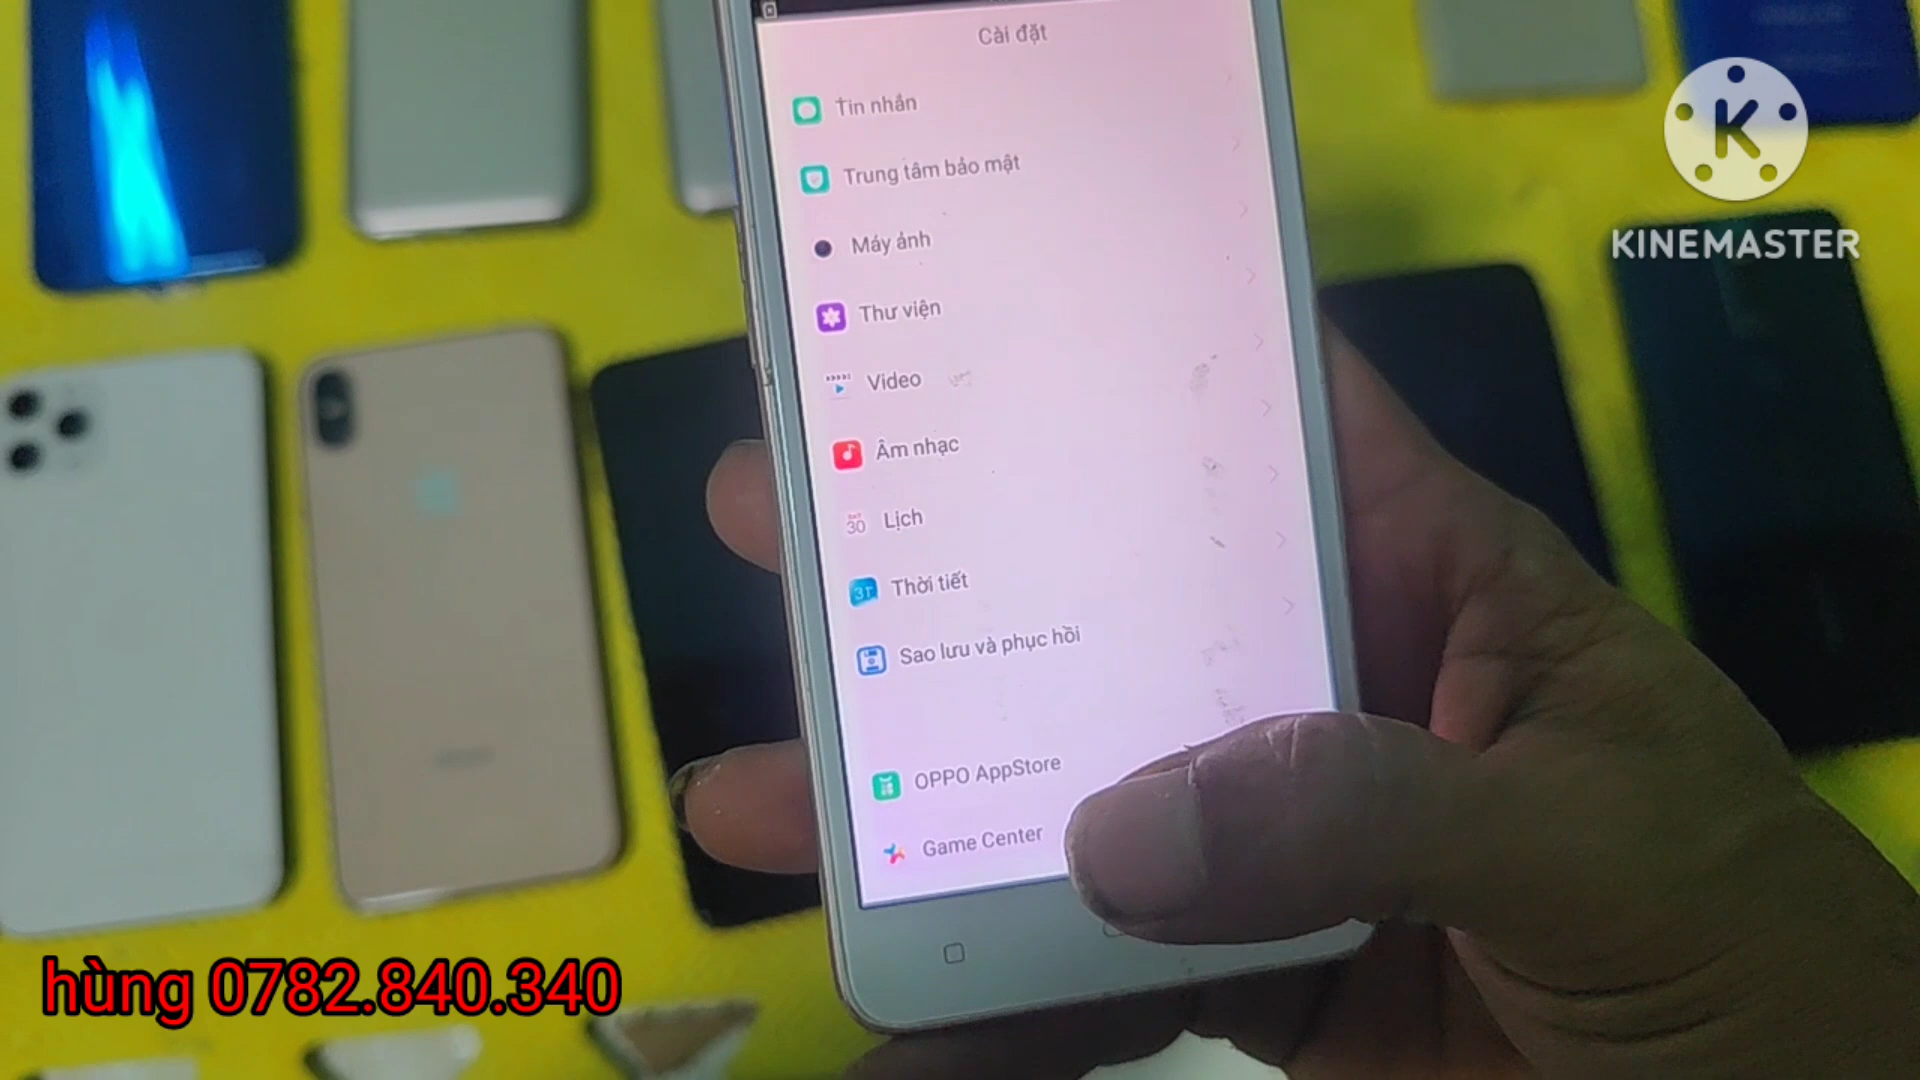 Cài đặt
Tin nhắn
Trung tâm bảo mật
Máy ảnh
Thư viện
Video
Âm nhạc
30
Lịch
Thời tiết
Sao lưu và phục hồi
OPPO AppStore
Game Center
K
KINEMASTER
hùng 0782.840.340